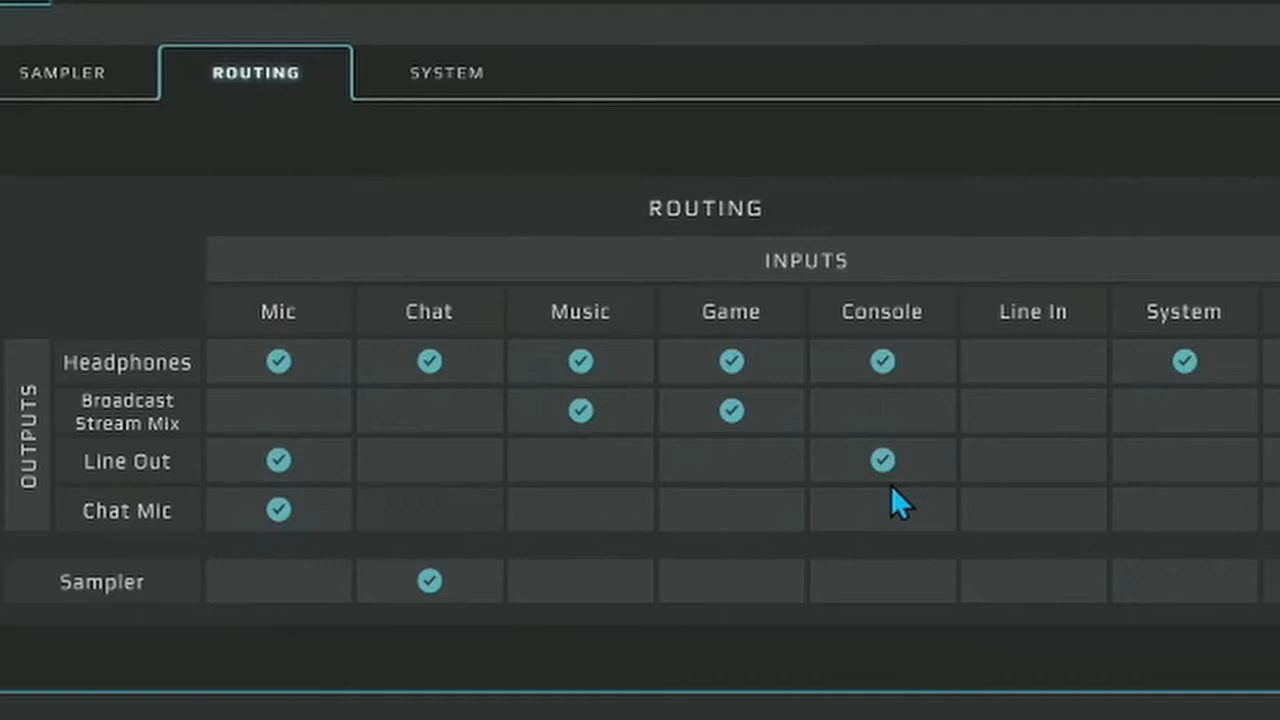 SAMPLER
ROUTING
SYSTEM
ROUTING
INPUTS
Mic
Chat
Music
Game
Console
Line In
System
OUTPUTS
Headphones
Broadcast
Stream Mix
Line Out
Chat Mic
Sampler